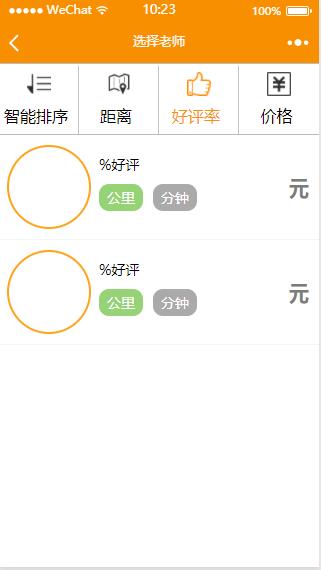 WeChat 10:23 100%
选择老师
智能排序 距离 好评率 价格
%好评
公里 分钟 元
%好评
公里 分钟 元